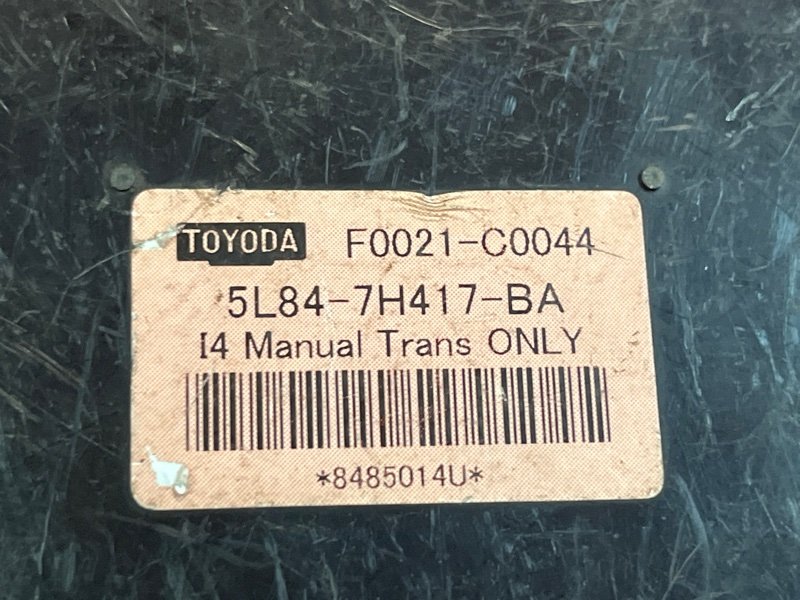 TOYODA F0021-C0044
5L84-7H417-BA
I4 Manual Trans ONLY
*8485014U*